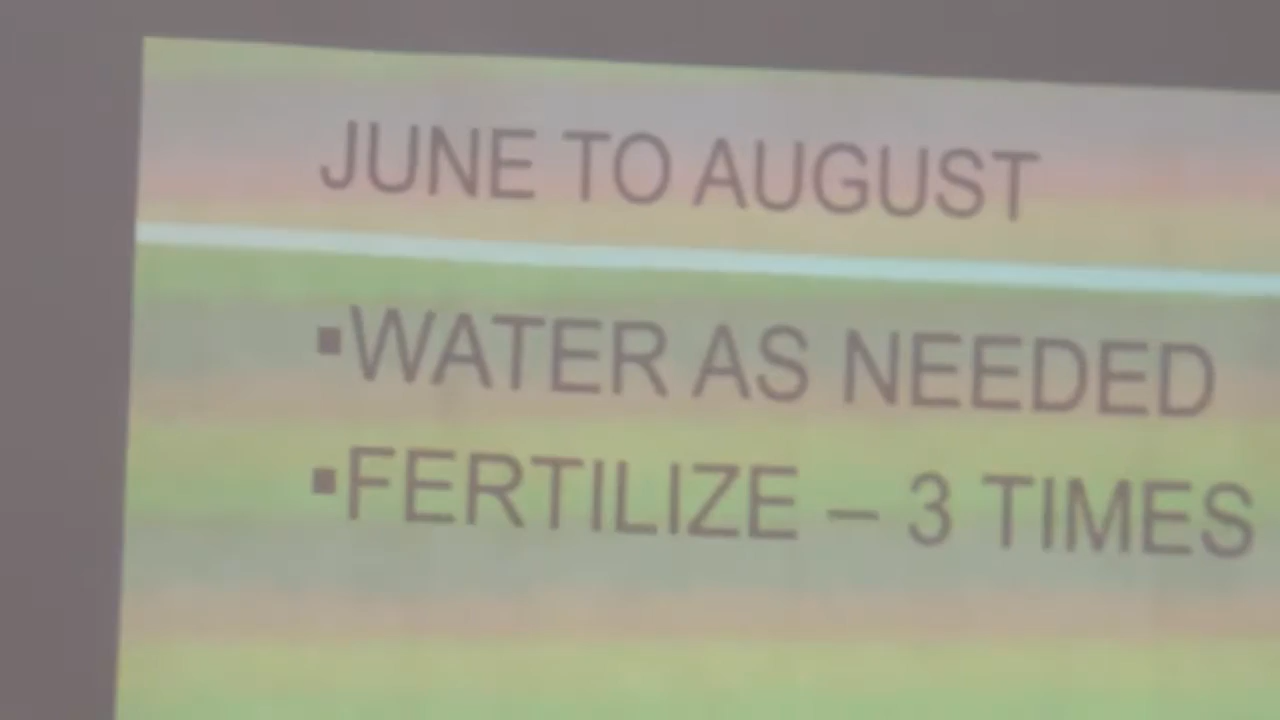 JUNE TO AUGUST
▪WATER AS NEEDED
▪FERTILIZE – 3 TIMES